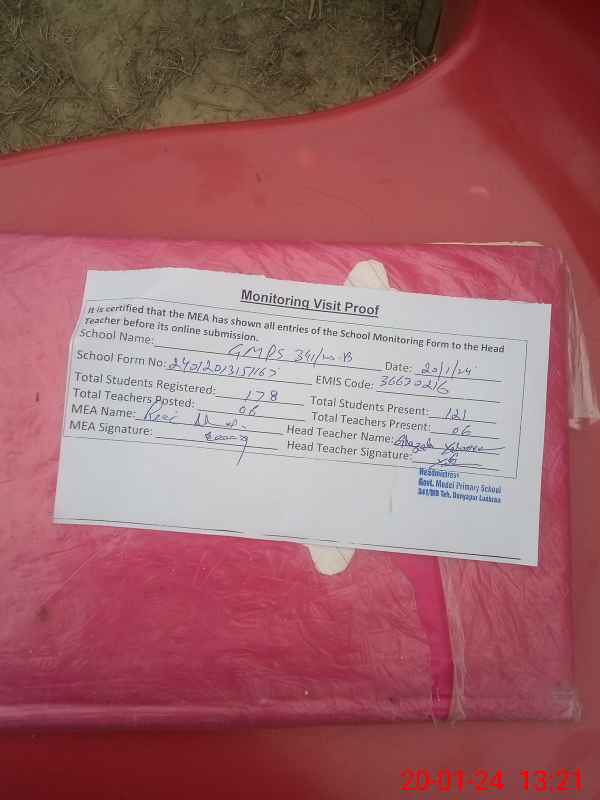 Monitoring Visit Proof
It is certified that the MEA has shown all entries of the School Monitoring Form to the Head
Teacher before its online submission.
School Name: GMPS 341/w-B
Date: 20/1/24
School Form No: EMIS Code: 36670216
Total Students Registered: 178 Total Students Present: 121
Total Teachers Posted: 06 Total Teachers Present: 06
MEA Name: Head Teacher Name: Ghazala
MEA Signature: Head Teacher Signature:
Headmistress
Govt. Model Primary School
341/WB Teh. Dunyapur Lodhran
20-01-24 13:21